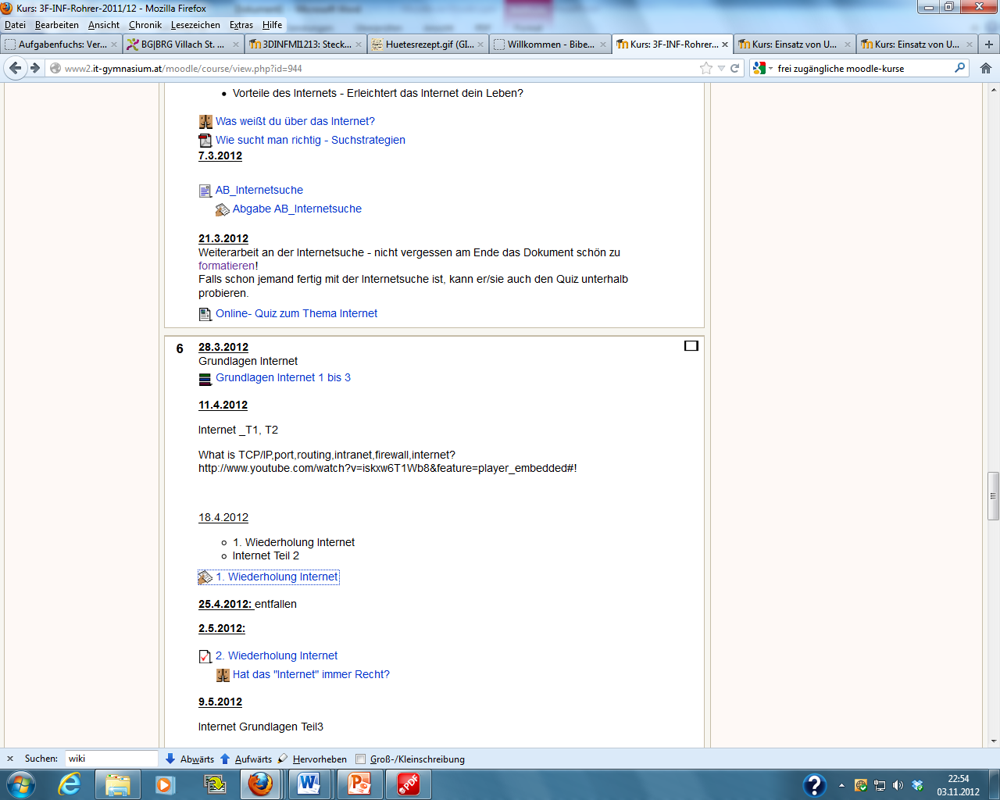 Kurs: 3F-INF-Rohrer-2011/12 - Mozilla Firefox
Datei Bearbeiten Ansicht Chronik Lesezeichen Extras Hilfe
Aufgabenfuchs: Ver... BG|BRG Villach St. ... 3DINFMI1213: Steck... Huetesrezept.gif (GI... Willkommen - Bibe... Kurs: 3F-INF-Rohrer... Kurs: Einsatz von U... Kurs: Einsatz von U...
www2.it-gymnasium.at/moodle/course/view.php?id=944 frei zugängliche moodle-kurse
Vorteile des Internets - Erleichtert das Internet dein Leben?
Was weißt du über das Internet?
Wie sucht man richtig - Suchstrategien
7.3.2012
AB_Internetsuche
Abgabe AB_Internetsuche
21.3.2012
Weiterarbeit an der Internetsuche - nicht vergessen am Ende das Dokument schön zu
formatieren!
Falls schon jemand fertig mit der Internetsuche ist, kann er/sie auch den Quiz unterhalb
probieren.
Online- Quiz zum Thema Internet
6 28.3.2012
Grundlagen Internet
Grundlagen Internet 1 bis 3
11.4.2012
Internet _T1, T2
What is TCP/IP,port,routing,intranet,firewall,internet?
http://www.youtube.com/watch?v=iskxw6T1Wb8&feature=player_embedded#!
18.4.2012
1. Wiederholung Internet
Internet Teil 2
1. Wiederholung Internet
25.4.2012: entfallen
2.5.2012:
2. Wiederholung Internet
Hat das "Internet" immer Recht?
9.5.2012
Internet Grundlagen Teil3
Suchen: wiki Abwärts Aufwärts Hervorheben Groß-/Kleinschreibung
PDF
22:54
03.11.2012